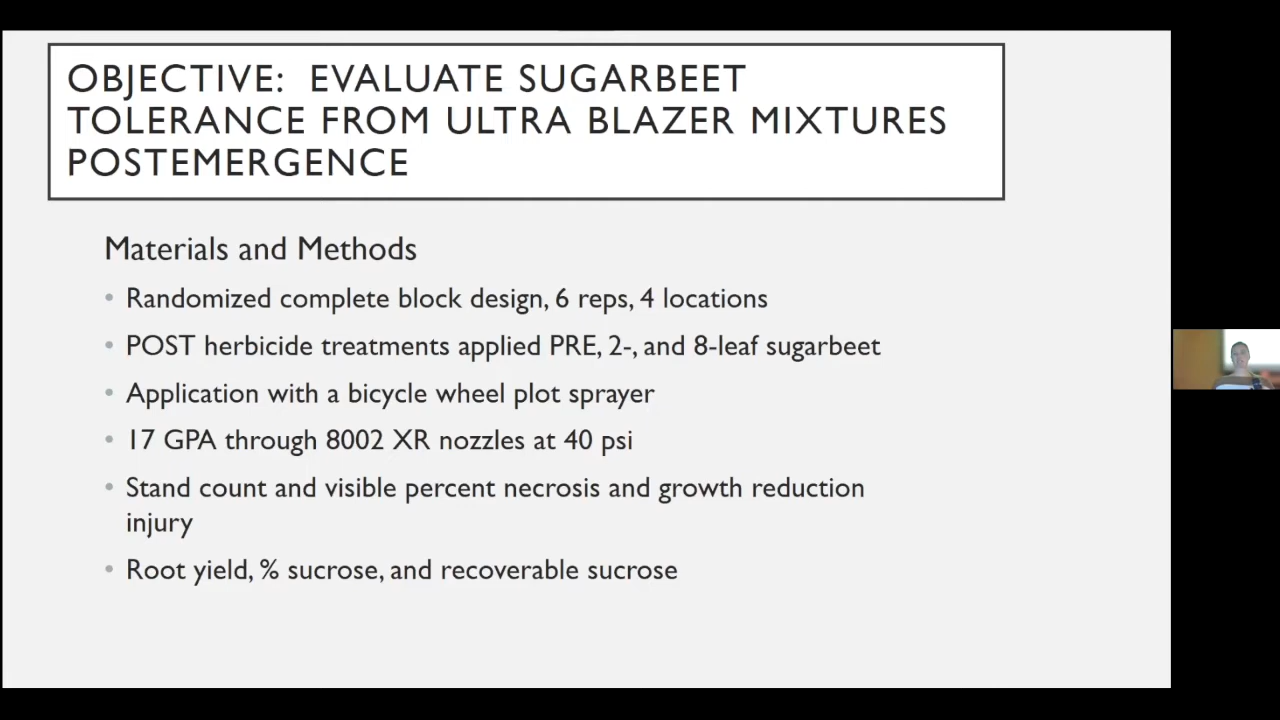 OBJECTIVE: EVALUATE SUGARBEET
TOLERANCE FROM ULTRA BLAZER MIXTURES
POSTEMERGENCE
Materials and Methods
• Randomized complete block design, 6 reps, 4 locations
• POST herbicide treatments applied PRE, 2-, and 8-leaf sugarbeet
• Application with a bicycle wheel plot sprayer
• 17 GPA through 8002 XR nozzles at 40 psi
• Stand count and visible percent necrosis and growth reduction
injury
• Root yield, % sucrose, and recoverable sucrose